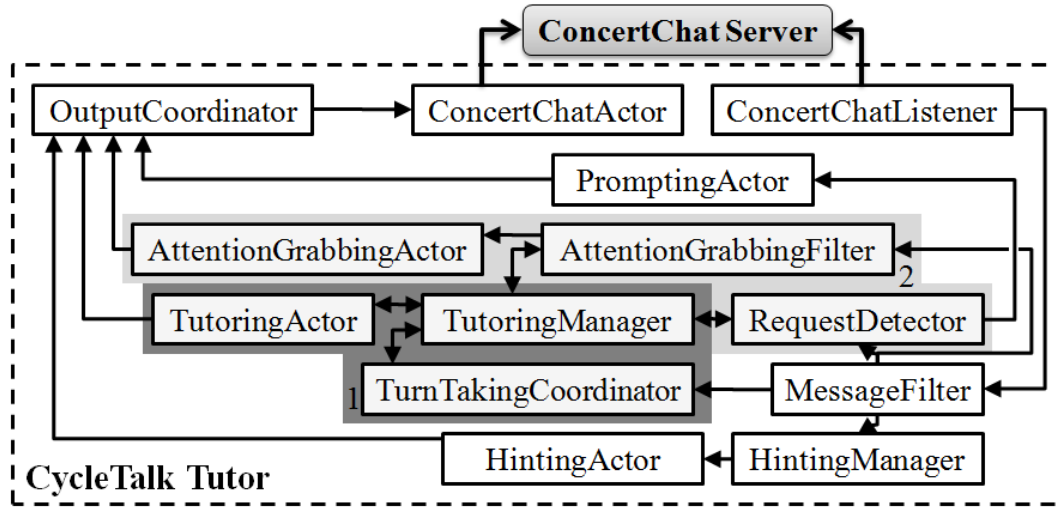 ConcertChat Server
OutputCoordinator
ConcertChatActor
ConcertChatListener
PromptingActor
AttentionGrabbingActor
AttentionGrabbingFilter
2
TutoringActor
TutoringManager
RequestDetector
1
TurnTakingCoordinator
MessageFilter
HintingActor
HintingManager
CycleTalk Tutor